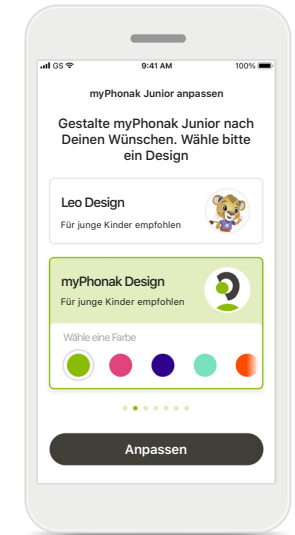 GS 9:41 AM 100%
myPhonak Junior anpassen
Gestalte myPhonak Junior nach
Deinen Wünschen. Wähle bitte
ein Design
Leo Design
Für junge Kinder empfohlen
myPhonak Design
Für junge Kinder empfohlen
Wähle eine Farbe
Anpassen